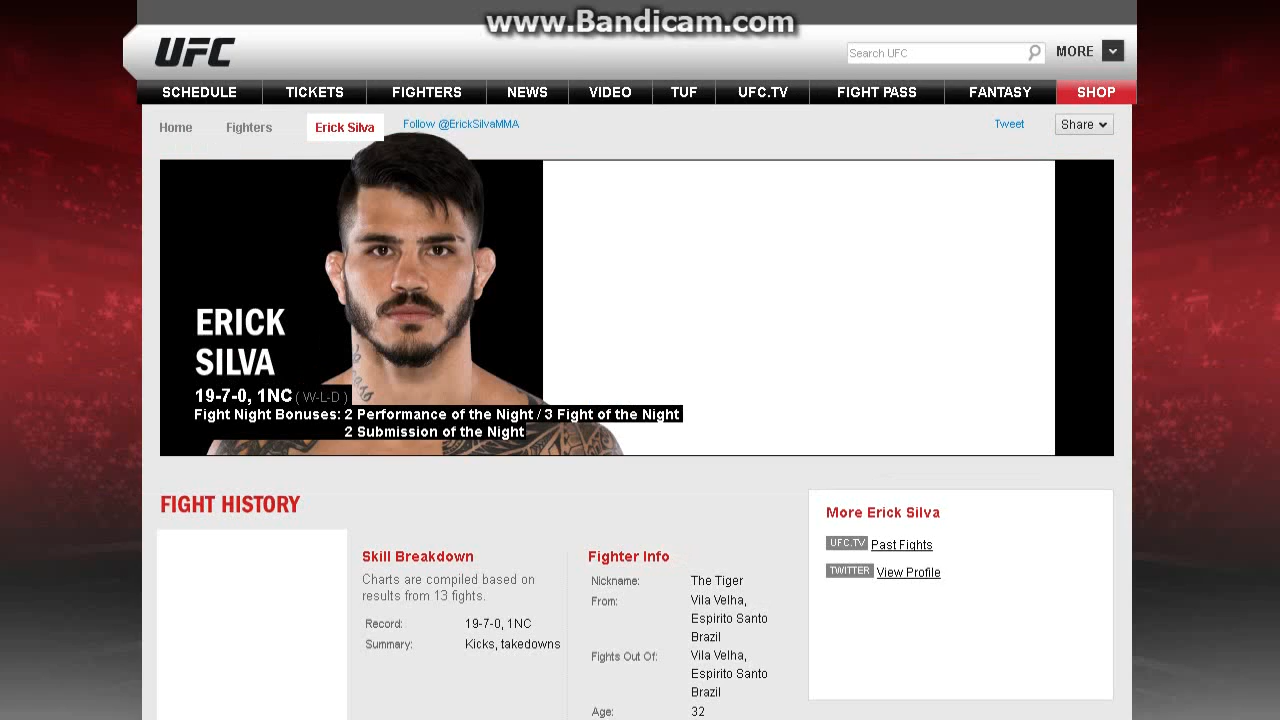 www.Bandicam.com
UFC
Search UFC
MORE
SCHEDULE TICKETS FIGHTERS NEWS VIDEO TUF UFC.TV FIGHT PASS FANTASY SHOP
Home Fighters Erick Silva Follow @ErickSilvaMMA Tweet Share
ERICK
SILVA
19-7-0, 1NC ( W-L-D )
Fight Night Bonuses: 2 Performance of the Night / 3 Fight of the Night
2 Submission of the Night
FIGHT HISTORY
Skill Breakdown
Charts are compiled based on
results from 13 fights.
Record: 19-7-0, 1NC
Summary: Kicks, takedowns
Fighter Info
Nickname: The Tiger
From: Vila Velha,
Espirito Santo
Brazil
Fights Out Of: Vila Velha,
Espirito Santo
Brazil
Age: 32
More Erick Silva
UFC.TV Past Fights
TWITTER View Profile